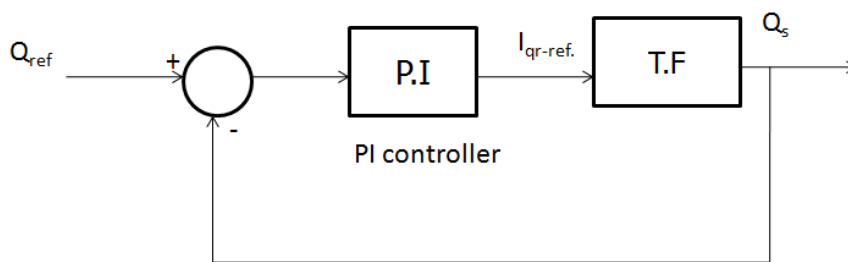 Q_ref
+
-
P.I
PI controller
I_qr-ref.
T.F
Q_s